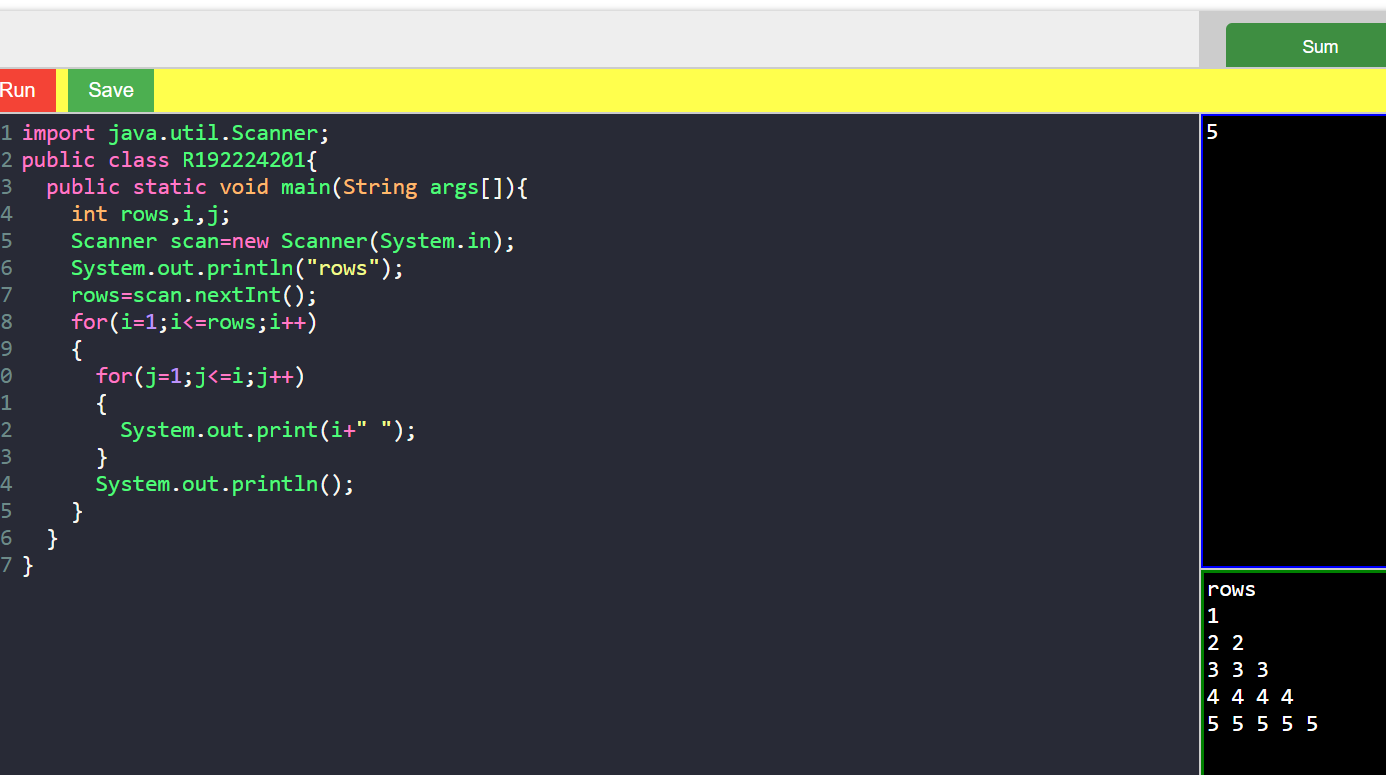 Sum
Run Save
1 import java.util.Scanner;
2 public class R192224201{
3   public static void main(String args[]){
4     int rows,i,j;
5     Scanner scan=new Scanner(System.in);
6     System.out.println("rows");
7     rows=scan.nextInt();
8     for(i=1;i<=rows;i++)
9     {
0       for(j=1;j<=i;j++)
1       {
2         System.out.print(i+" ");
3       }
4       System.out.println();
5     }
6   }
7 }
5
rows
1
2 2
3 3 3
4 4 4 4
5 5 5 5 5